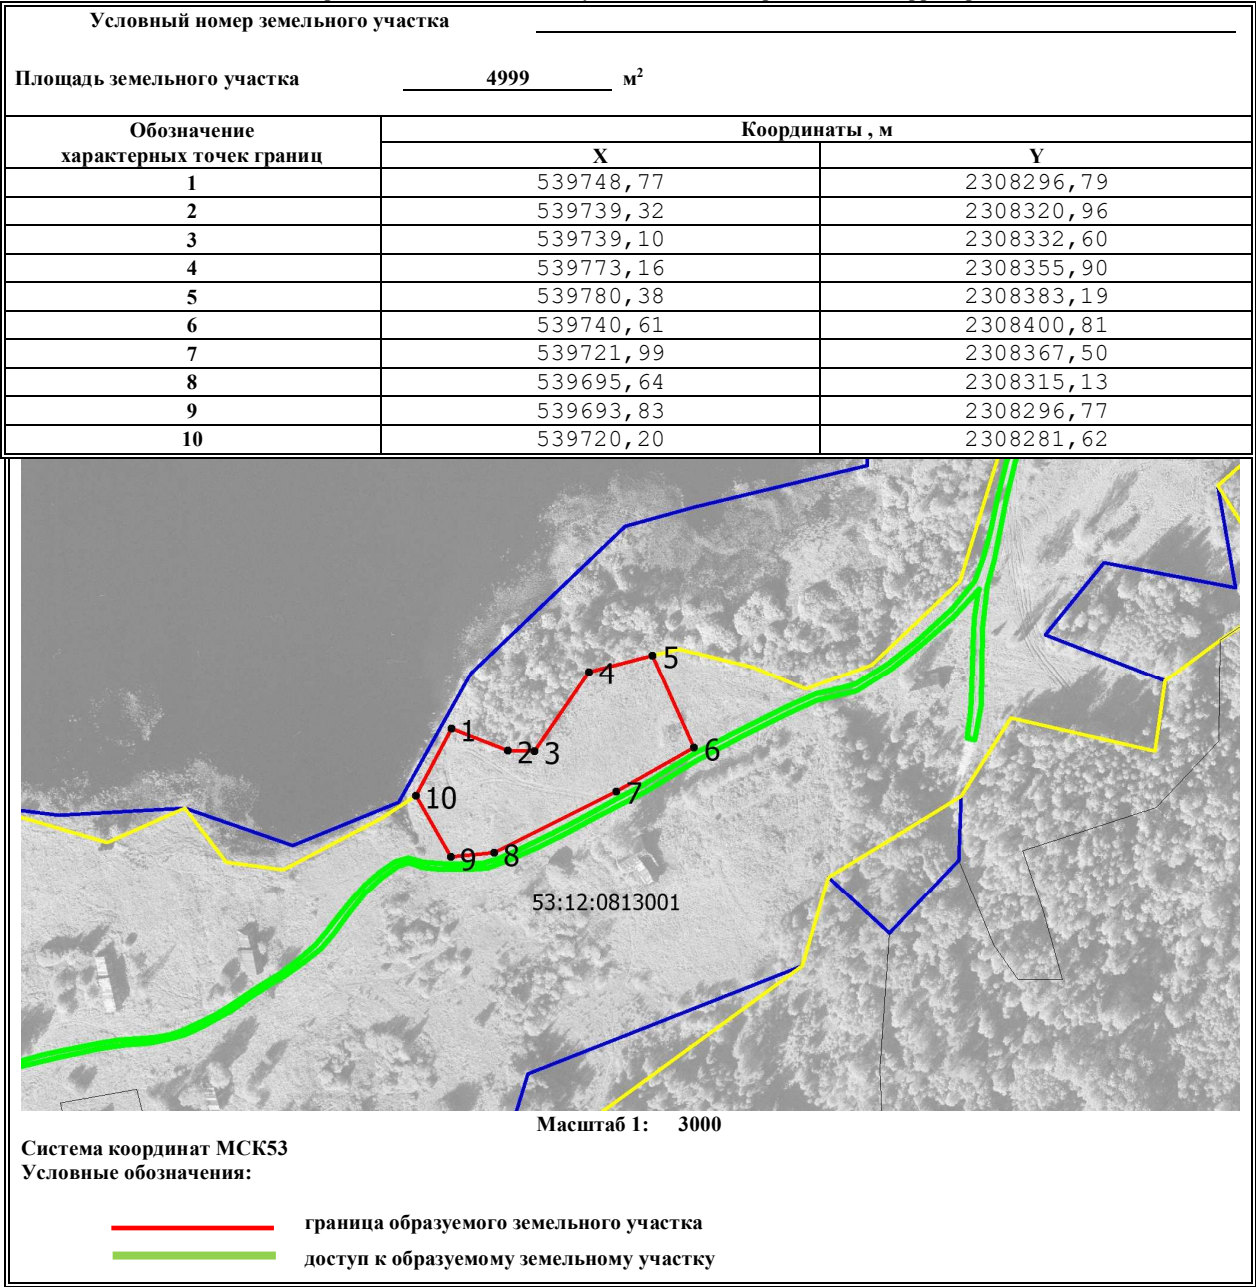 Условный номер земельного участка
Площадь земельного участка 4999 м²
Обозначение характерных точек границ
Координаты , м
X Y
1 539748,77 2308296,79
2 539739,32 2308320,96
3 539739,10 2308332,60
4 539773,16 2308355,90
5 539780,38 2308383,19
6 539740,61 2308400,81
7 539721,99 2308367,50
8 539695,64 2308315,13
9 539693,83 2308296,77
10 539720,20 2308281,62
5
4
1
2 3
6
7
10
9 8
53:12:0813001
Масштаб 1: 3000
Система координат МСК53
Условные обозначения:
граница образуемого земельного участка
доступ к образуемому земельному участку